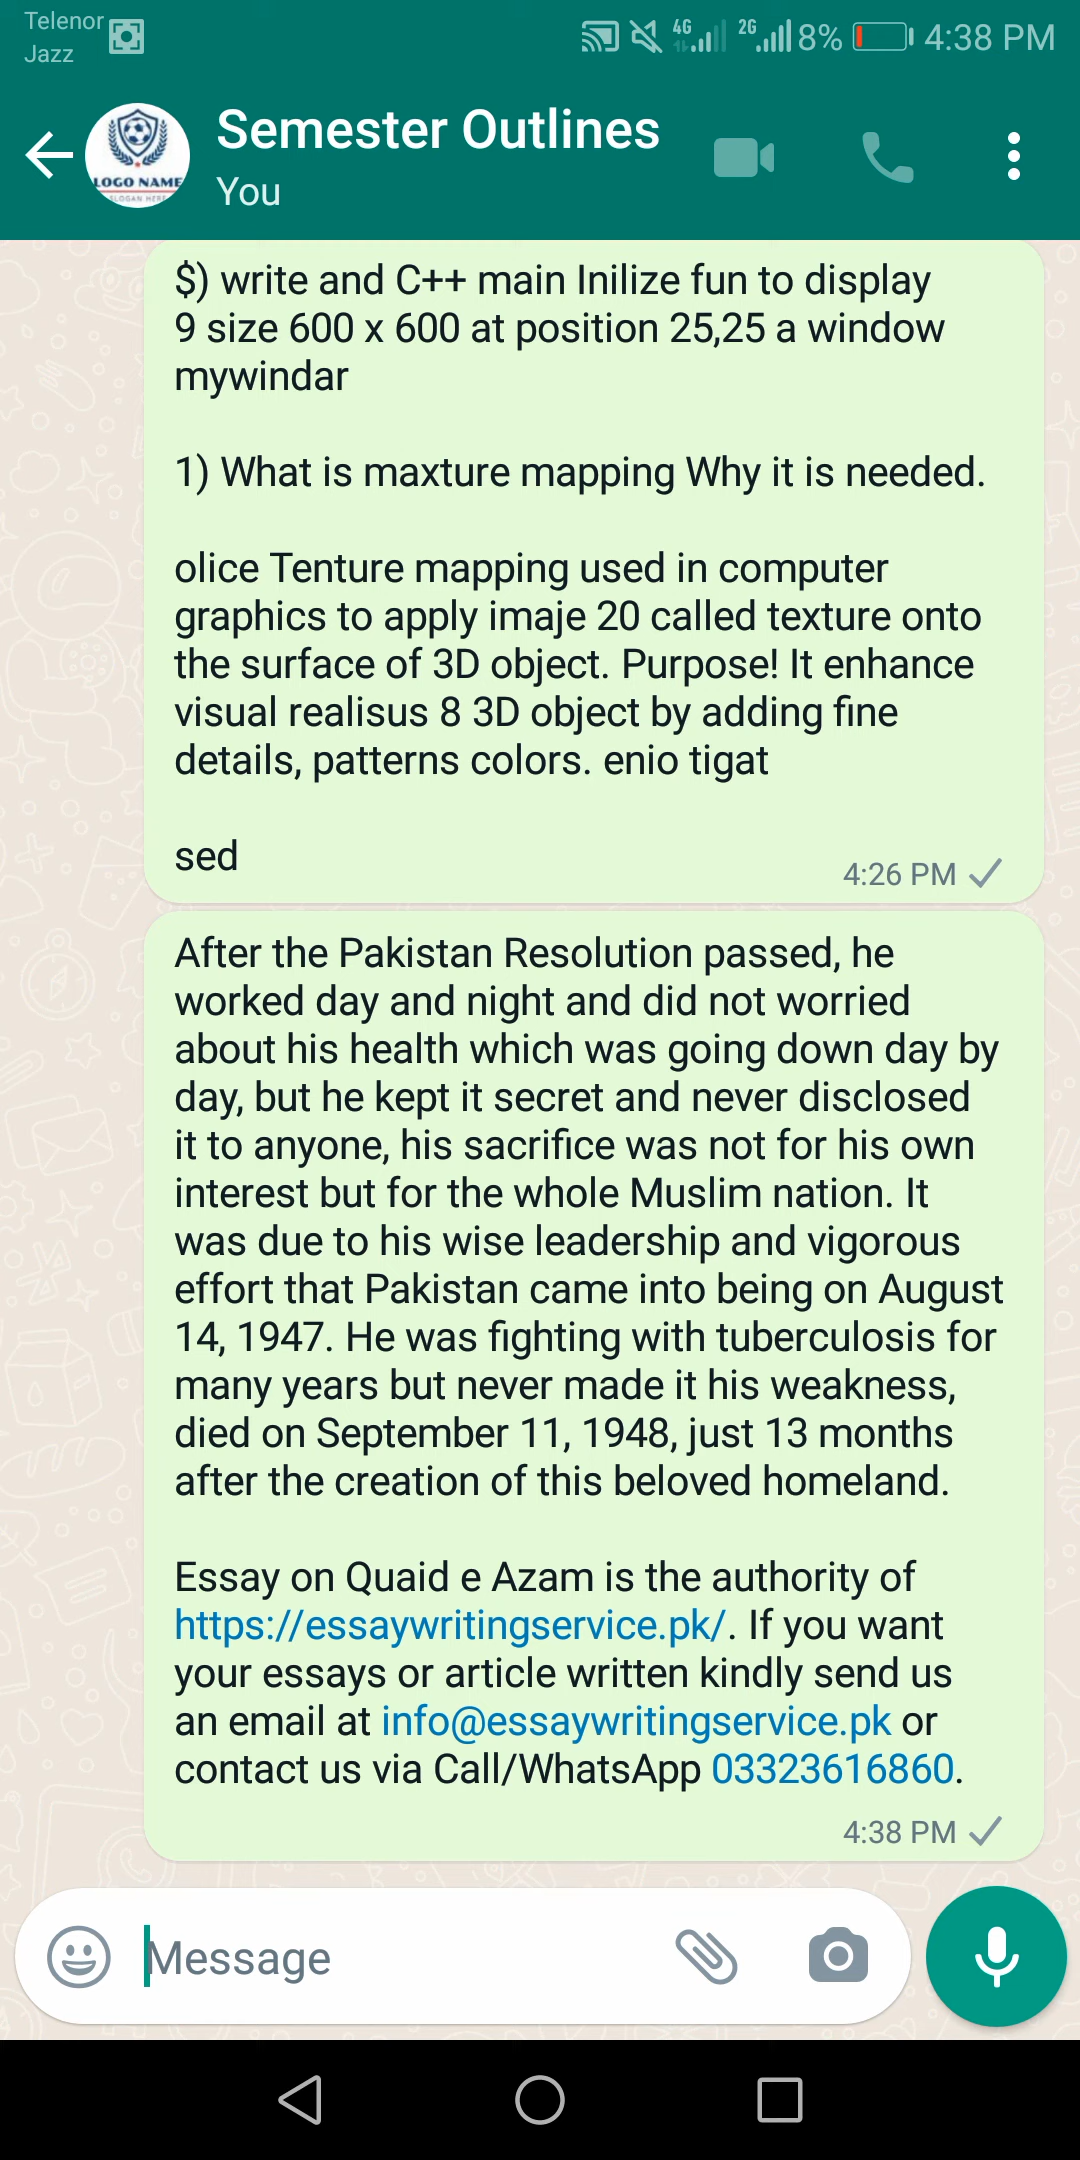 Telenor
Jazz
4G
2G
8%
4:38 PM
LOGO NAME
SLOGAN HERE
Semester Outlines
You
$) write and C++ main Inilize fun to display
9 size 600 x 600 at position 25,25 a window
mywindar
1) What is maxture mapping Why it is needed.
olice Tenture mapping used in computer
graphics to apply imaje 20 called texture onto
the surface of 3D object. Purpose! It enhance
visual realisus 8 3D object by adding fine
details, patterns colors. enio tigat
sed
4:26 PM
After the Pakistan Resolution passed, he
worked day and night and did not worried
about his health which was going down day by
day, but he kept it secret and never disclosed
it to anyone, his sacrifice was not for his own
interest but for the whole Muslim nation. It
was due to his wise leadership and vigorous
effort that Pakistan came into being on August
14, 1947. He was fighting with tuberculosis for
many years but never made it his weakness,
died on September 11, 1948, just 13 months
after the creation of this beloved homeland.
Essay on Quaid e Azam is the authority of
https://essaywritingservice.pk/. If you want
your essays or article written kindly send us
an email at info@essaywritingservice.pk or
contact us via Call/WhatsApp 03323616860.
4:38 PM
Message